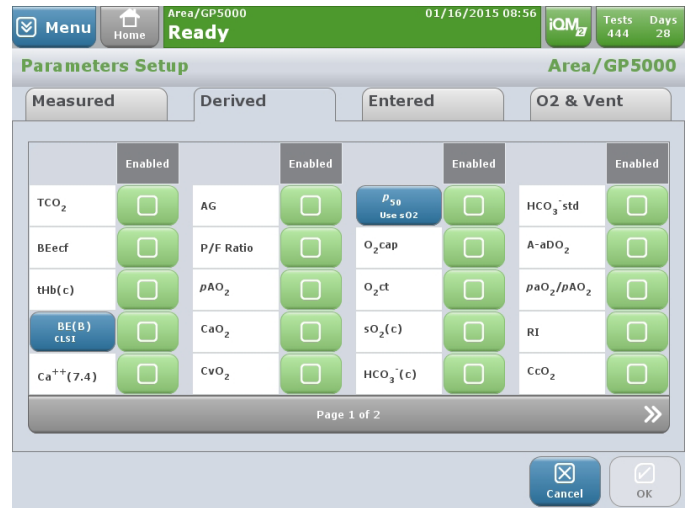 Menu
Home
Area/GP5000
Ready
01/16/2015 08:56
iQM2
Tests Days
444 28
Parameters Setup
Area/GP5000
Measured
Derived
Entered
O2 & Vent
Enabled Enabled Enabled Enabled
TCO₂ AG p₅₀ HCO₃⁻std
Use sO2
BEecf P/F Ratio O₂cap A-aDO₂
tHb(c) pAO₂ O₂ct paO₂/pAO₂
BE(B) CaO₂ sO₂(c) RI
CLSI
Ca⁺⁺(7.4) CvO₂ HCO₃⁻(c) CcO₂
Page 1 of 2
Cancel
OK